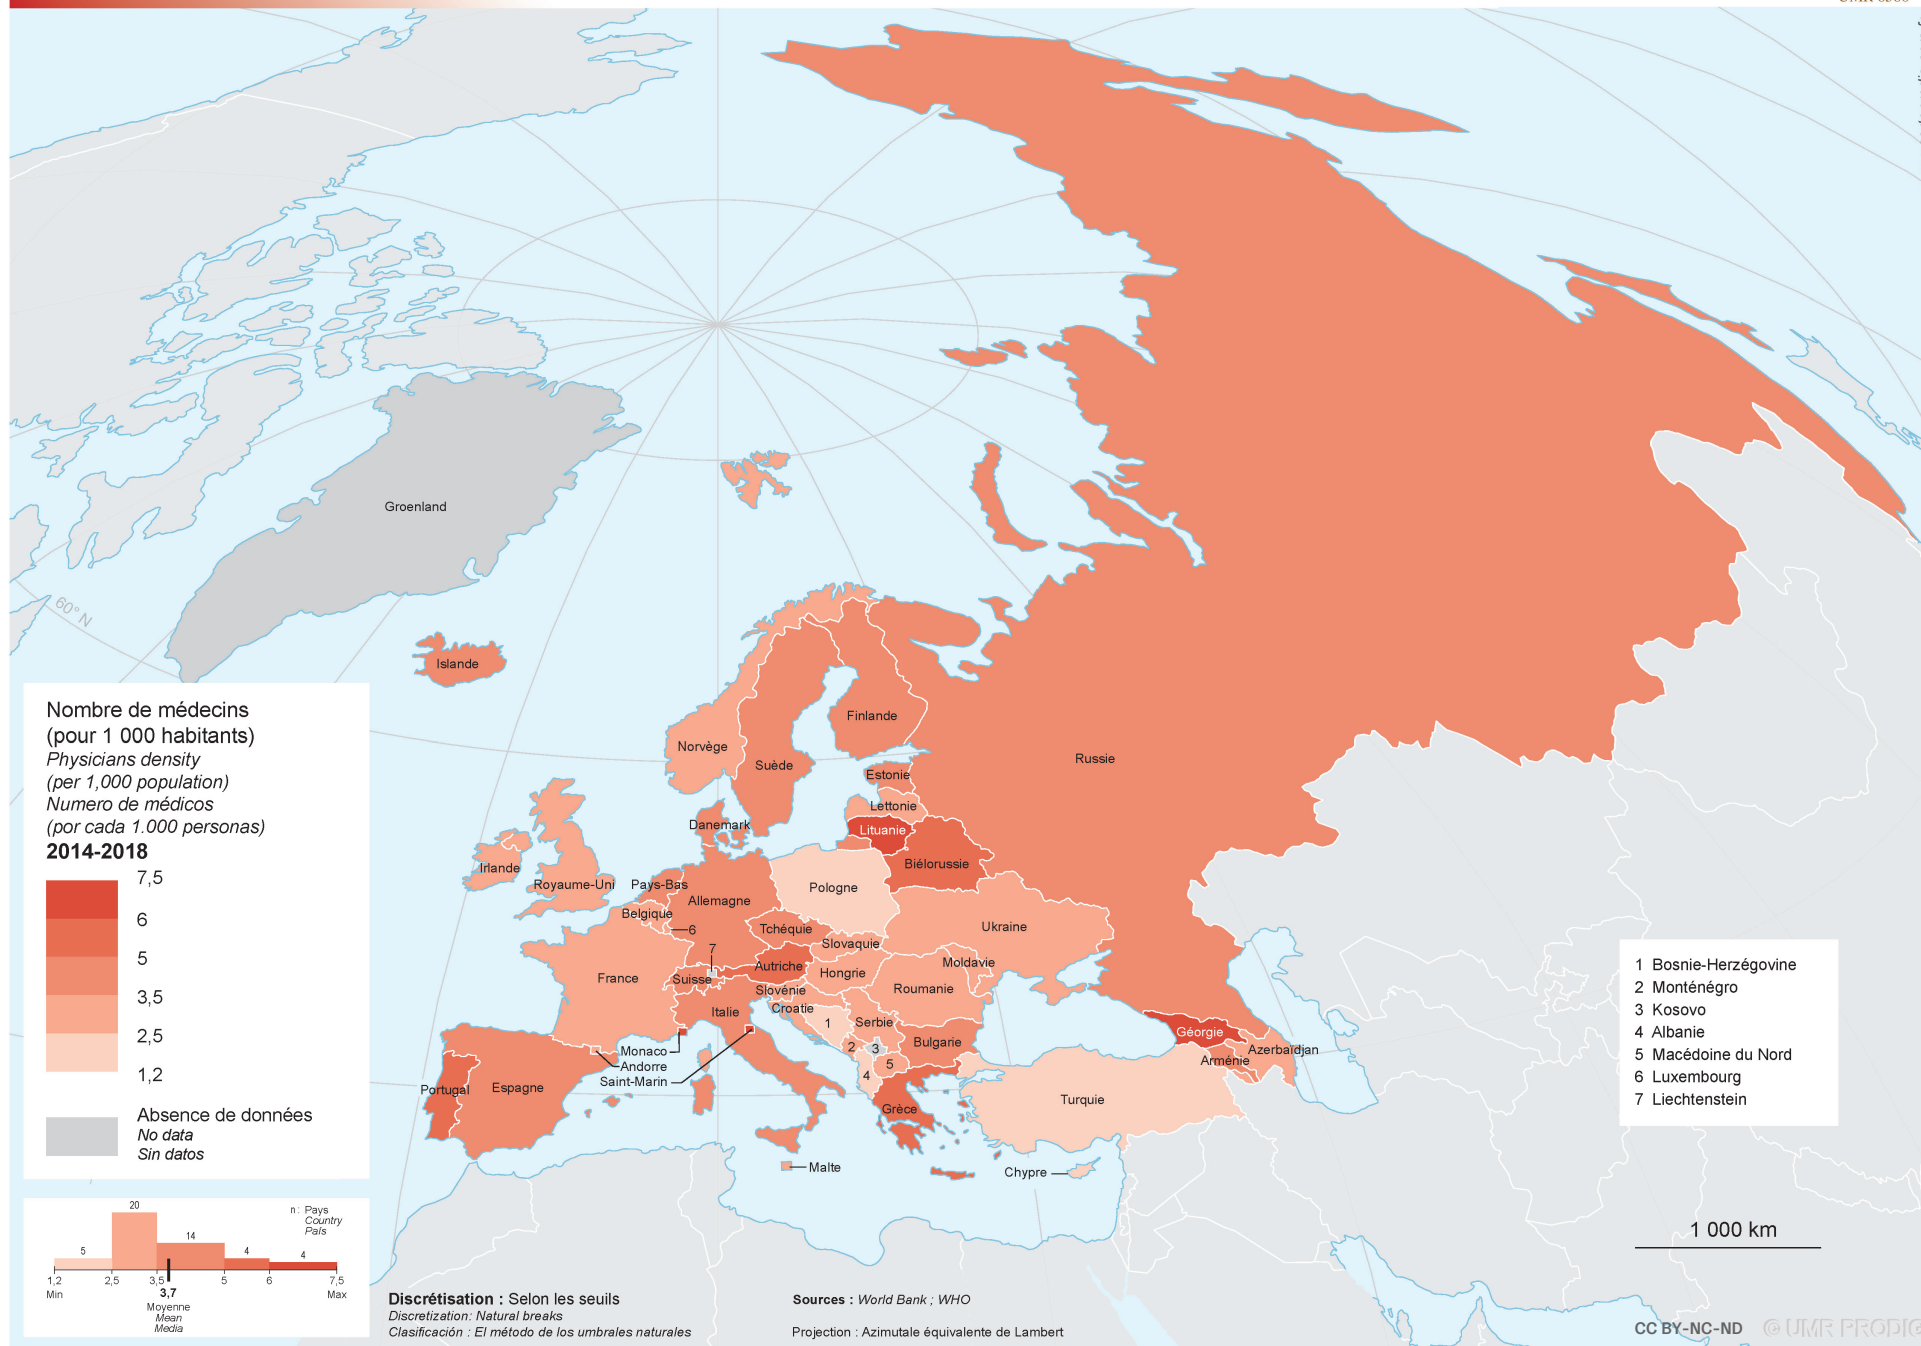 Groenland
60° N
Islande
Norvège
Suède
Finlande
Russie
Estonie
Lettonie
Lituanie
Danemark
Biélorussie
Irlande
Royaume-Uni
Pays-Bas
Allemagne
Pologne
Belgique
6
Tchéquie
Ukraine
7
Slovaquie
Autriche
Moldavie
France
Suisse
Hongrie
Slovénie
Roumanie
Croatie
Italie
1
Serbie
Géorgie
Bulgarie
2
3
Monaco
Azerbaïdjan
Andorre
5
Arménie
Saint-Marin
4
Portugal
Espagne
Grèce
Turquie
Malte
Chypre
Nombre de médecins
(pour 1 000 habitants)
Physicians density
(per 1,000 population)
Numero de médicos
(por cada 1.000 personas)
2014-2018
7,5
6
5
3,5
2,5
1,2
Absence de données
No data
Sin datos
20
n : Pays
Country
País
14
5
4
4
1,2
2,5
3,5
5
6
7,5
Min
3,7
Max
Moyenne
Mean
Media
Discrétisation : Selon les seuils
Discretization: Natural breaks
Clasificación : El método de los umbrales naturales
Sources : World Bank ; WHO
Projection : Azimutale équivalente de Lambert
1 Bosnie-Herzégovine
2 Monténégro
3 Kosovo
4 Albanie
5 Macédoine du Nord
6 Luxembourg
7 Liechtenstein
1 000 km
CC BY-NC-ND
© UMR PRODIG